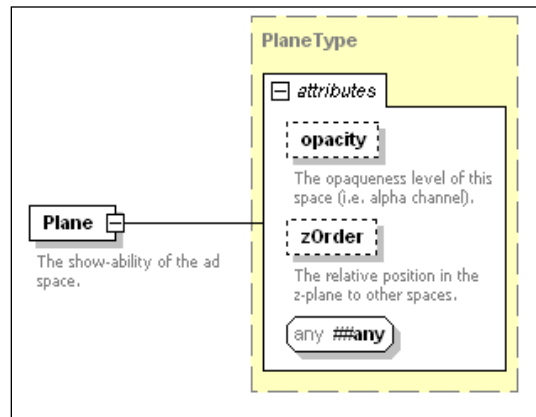 PlaneType
attributes
opacity
The opaqueness level of this
space (i.e. alpha channel).
Plane
The show-ability of the ad
space.
zOrder
The relative position in the
z-plane to other spaces.
any ##any